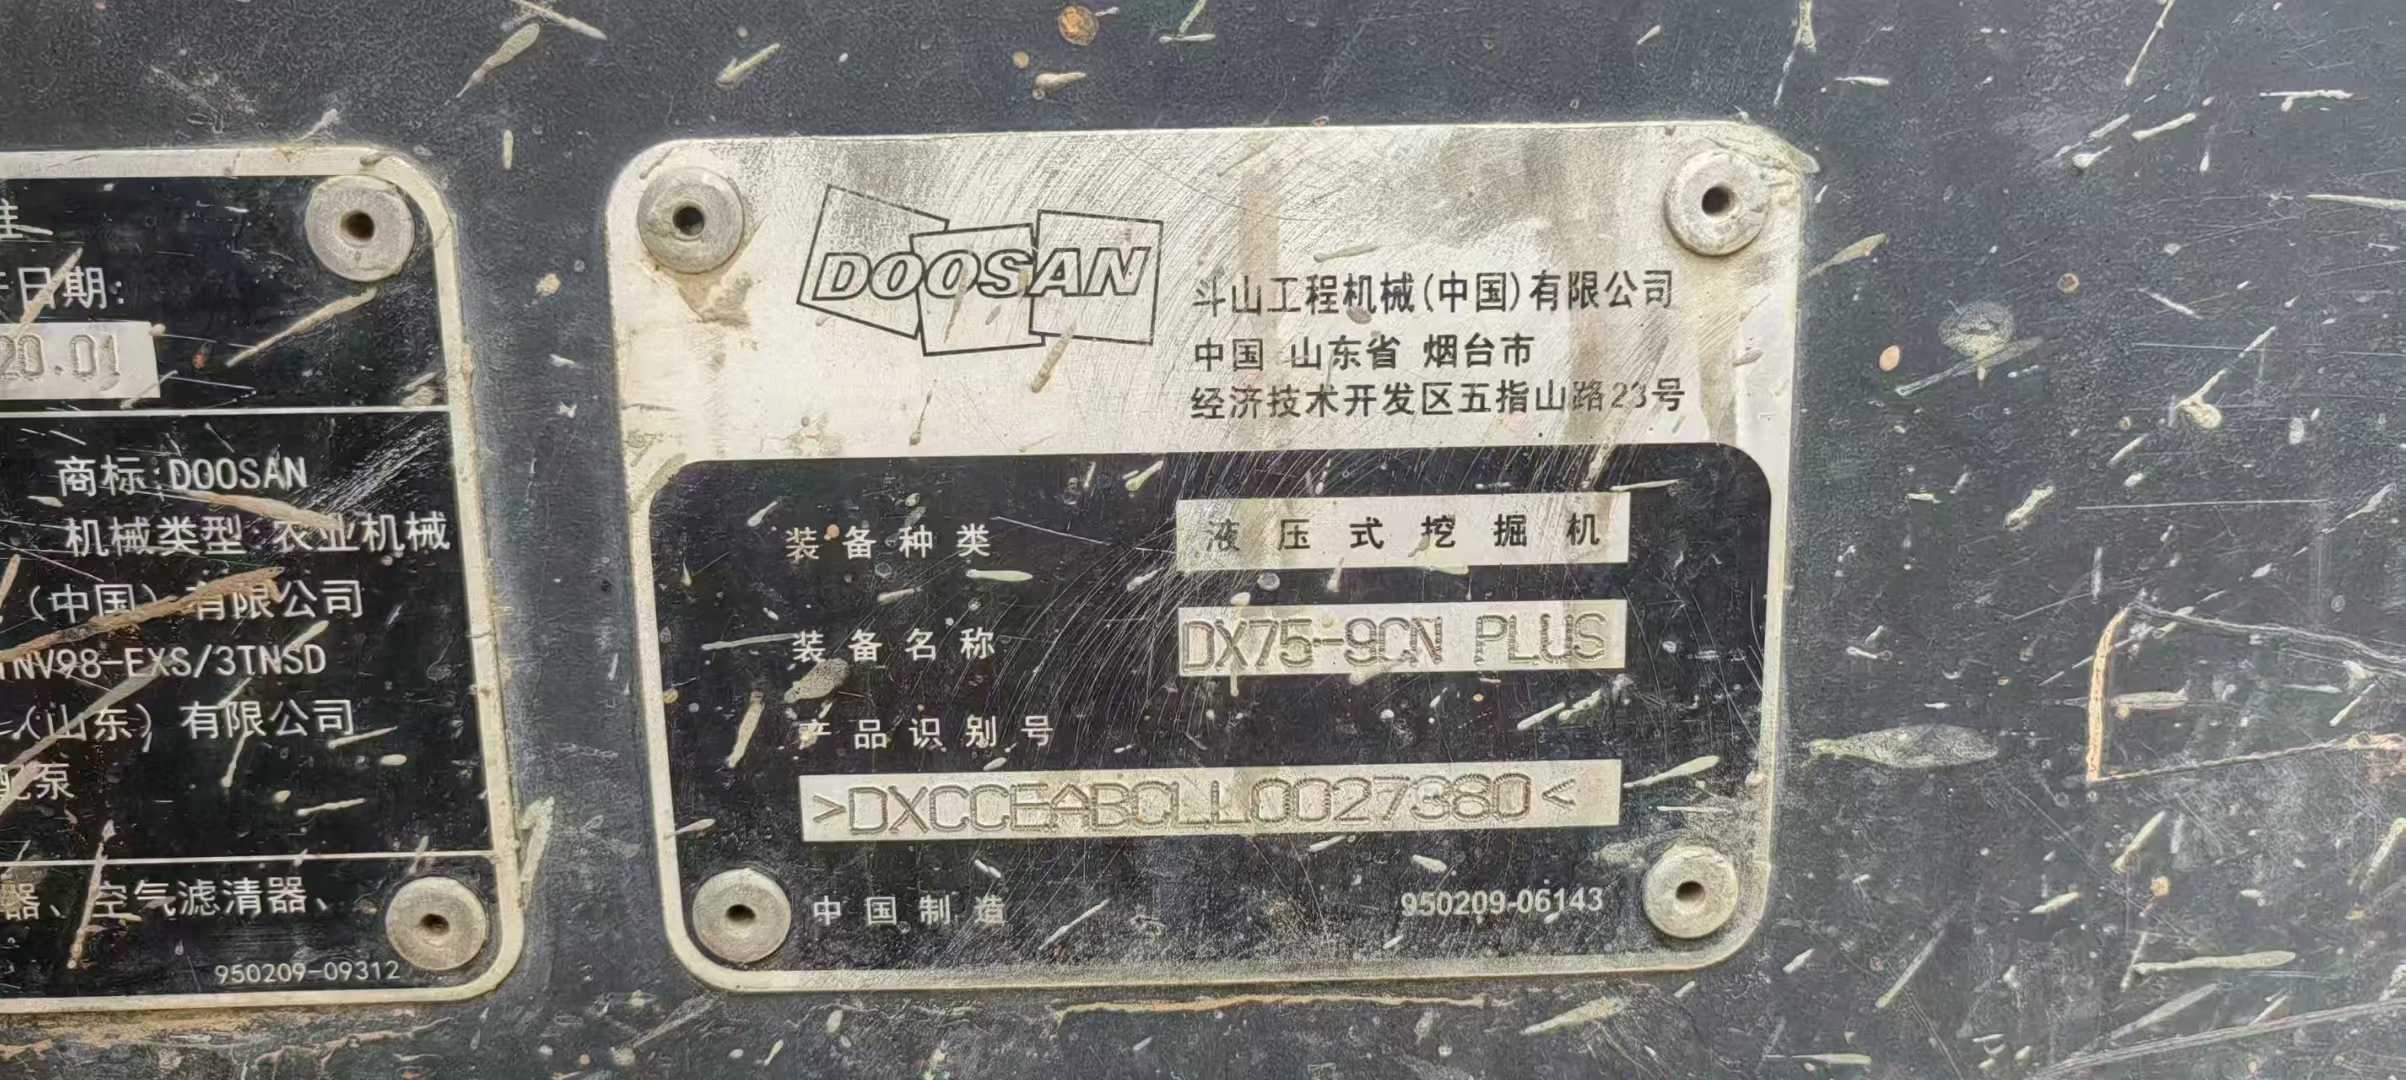 日期:
20.01
商标:DOOSAN
机械类型:农业机械
(中国)有限公司
TNV98-EXS/3TNSD
(山东)有限公司
配泵
器、空气滤清器、
950209-09312
DOOSAN
斗山工程机械(中国)有限公司
中国 山东省 烟台市
经济技术开发区五指山路23号
装备种类 液压式挖掘机
装备名称 DX75-9CN PLUS
产品识别号
>DXCCEABCLL0027380<
中国制造 950209-06143